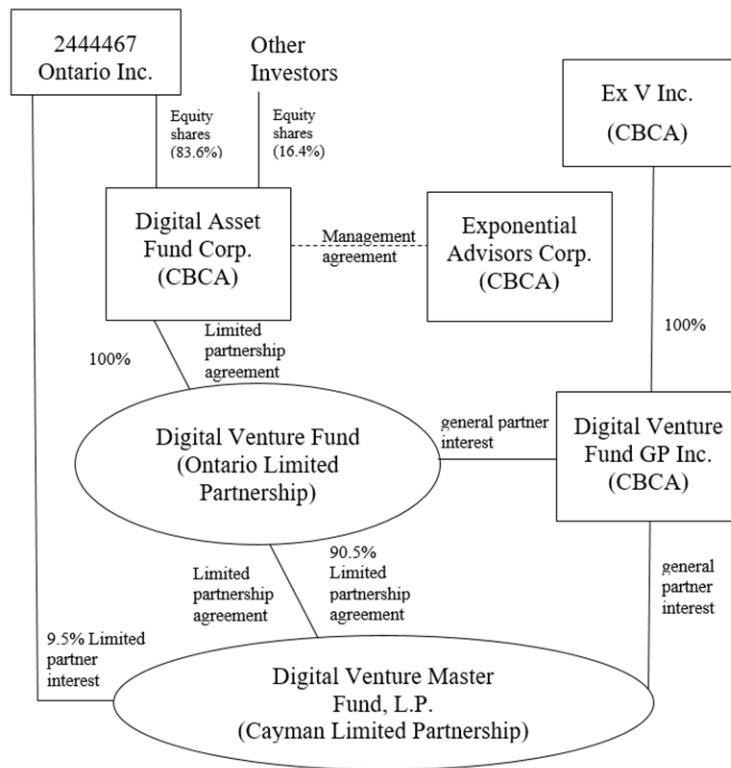 2444467
Ontario Inc.
Other
Investors
Ex V Inc.
(CBCA)
Equity
shares
(83.6%)
Equity
shares
(16.4%)
Digital Asset
Fund Corp.
(CBCA)
Management
agreement
Exponential
Advisors Corp.
(CBCA)
100%
Limited
partnership
agreement
100%
Digital Venture Fund
(Ontario Limited
Partnership)
general partner
interest
Digital Venture
Fund GP Inc.
(CBCA)
Limited
partnership
agreement
90.5%
Limited
partnership
agreement
general
partner
interest
9.5% Limited
partner
interest
Digital Venture Master
Fund, L.P.
(Cayman Limited Partnership)